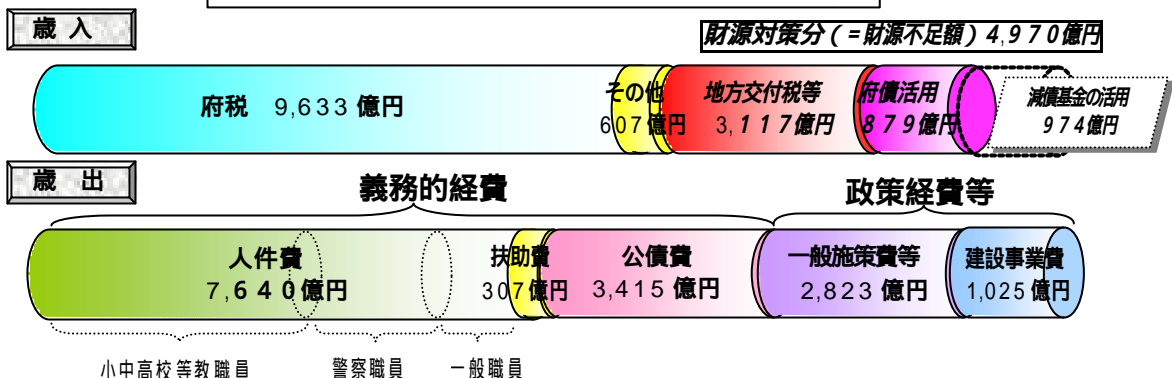 歳 入
財源対策分（=財源不足額）4,970億円
府税 9,633 億円
その他
607億円
地方交付税等
3,117億円
府債活用
879億円
減債基金の活用
974億円
歳 出
義務的経費
政策経費等
人件費
7,640億円
扶助費
307億円
公債費
3,415 億円
一般施策費等
2,823 億円
建設事業費
1,025 億円
小中高校等教職員
警察職員
一般職員